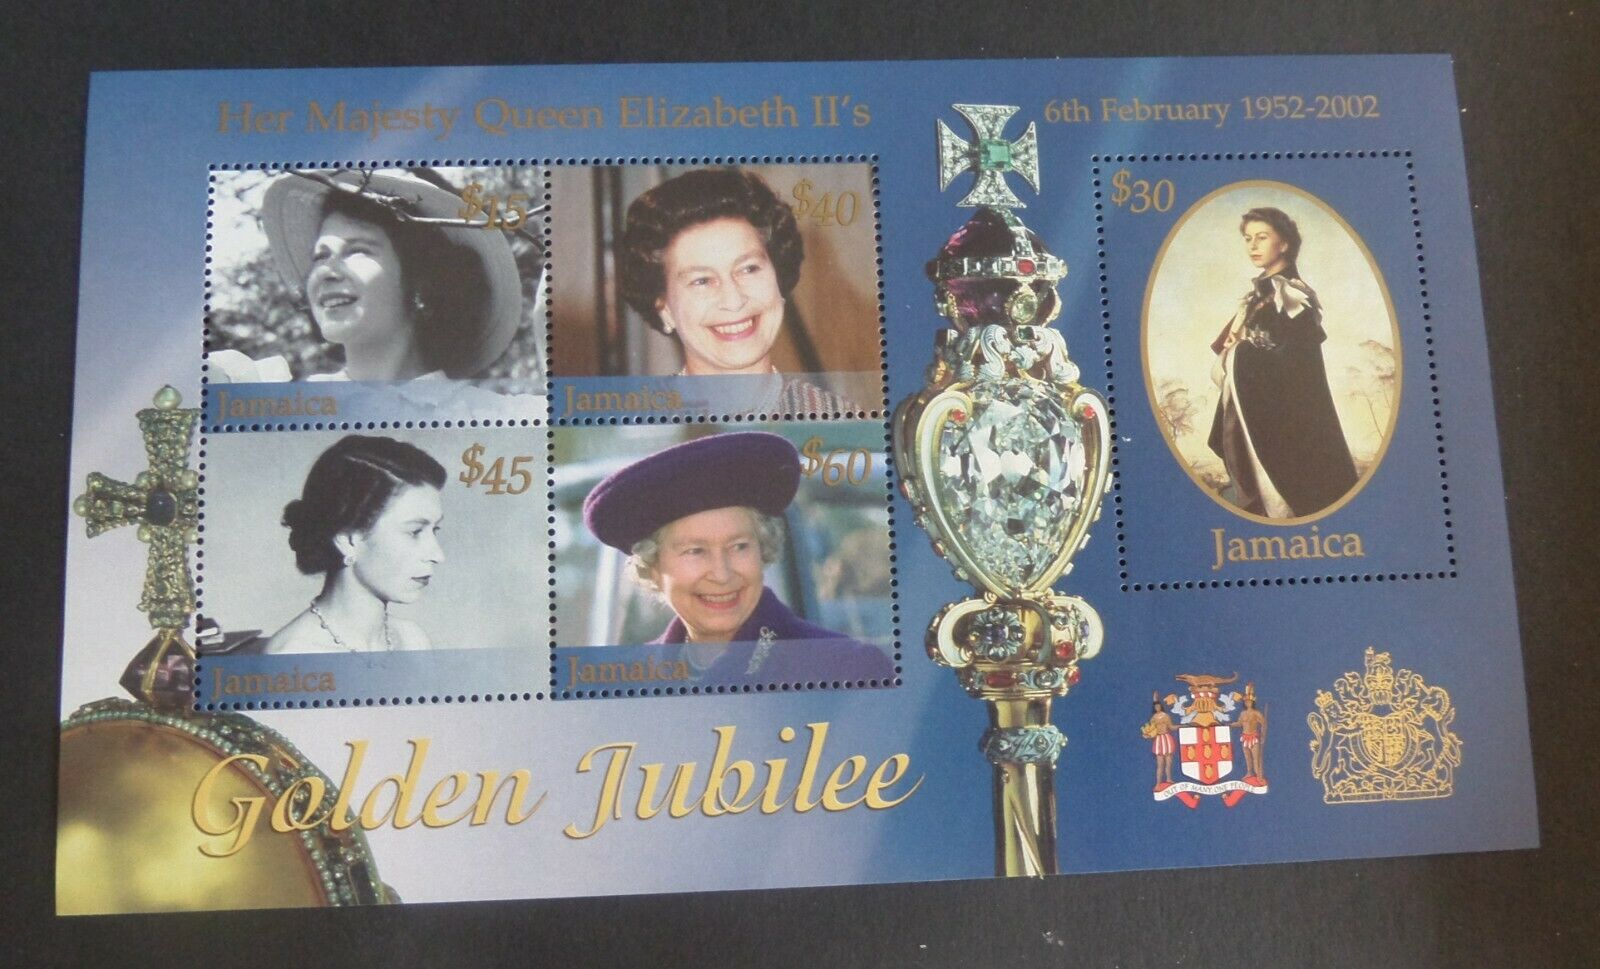 Her Majesty Queen Elizabeth II's
6th February 1952-2002
$15
Jamaica
$40
Jamaica
$30
Jamaica
$45
Jamaica
$60
Jamaica
Golden Jubilee
OUT OF MANY, ONE PEOPLE